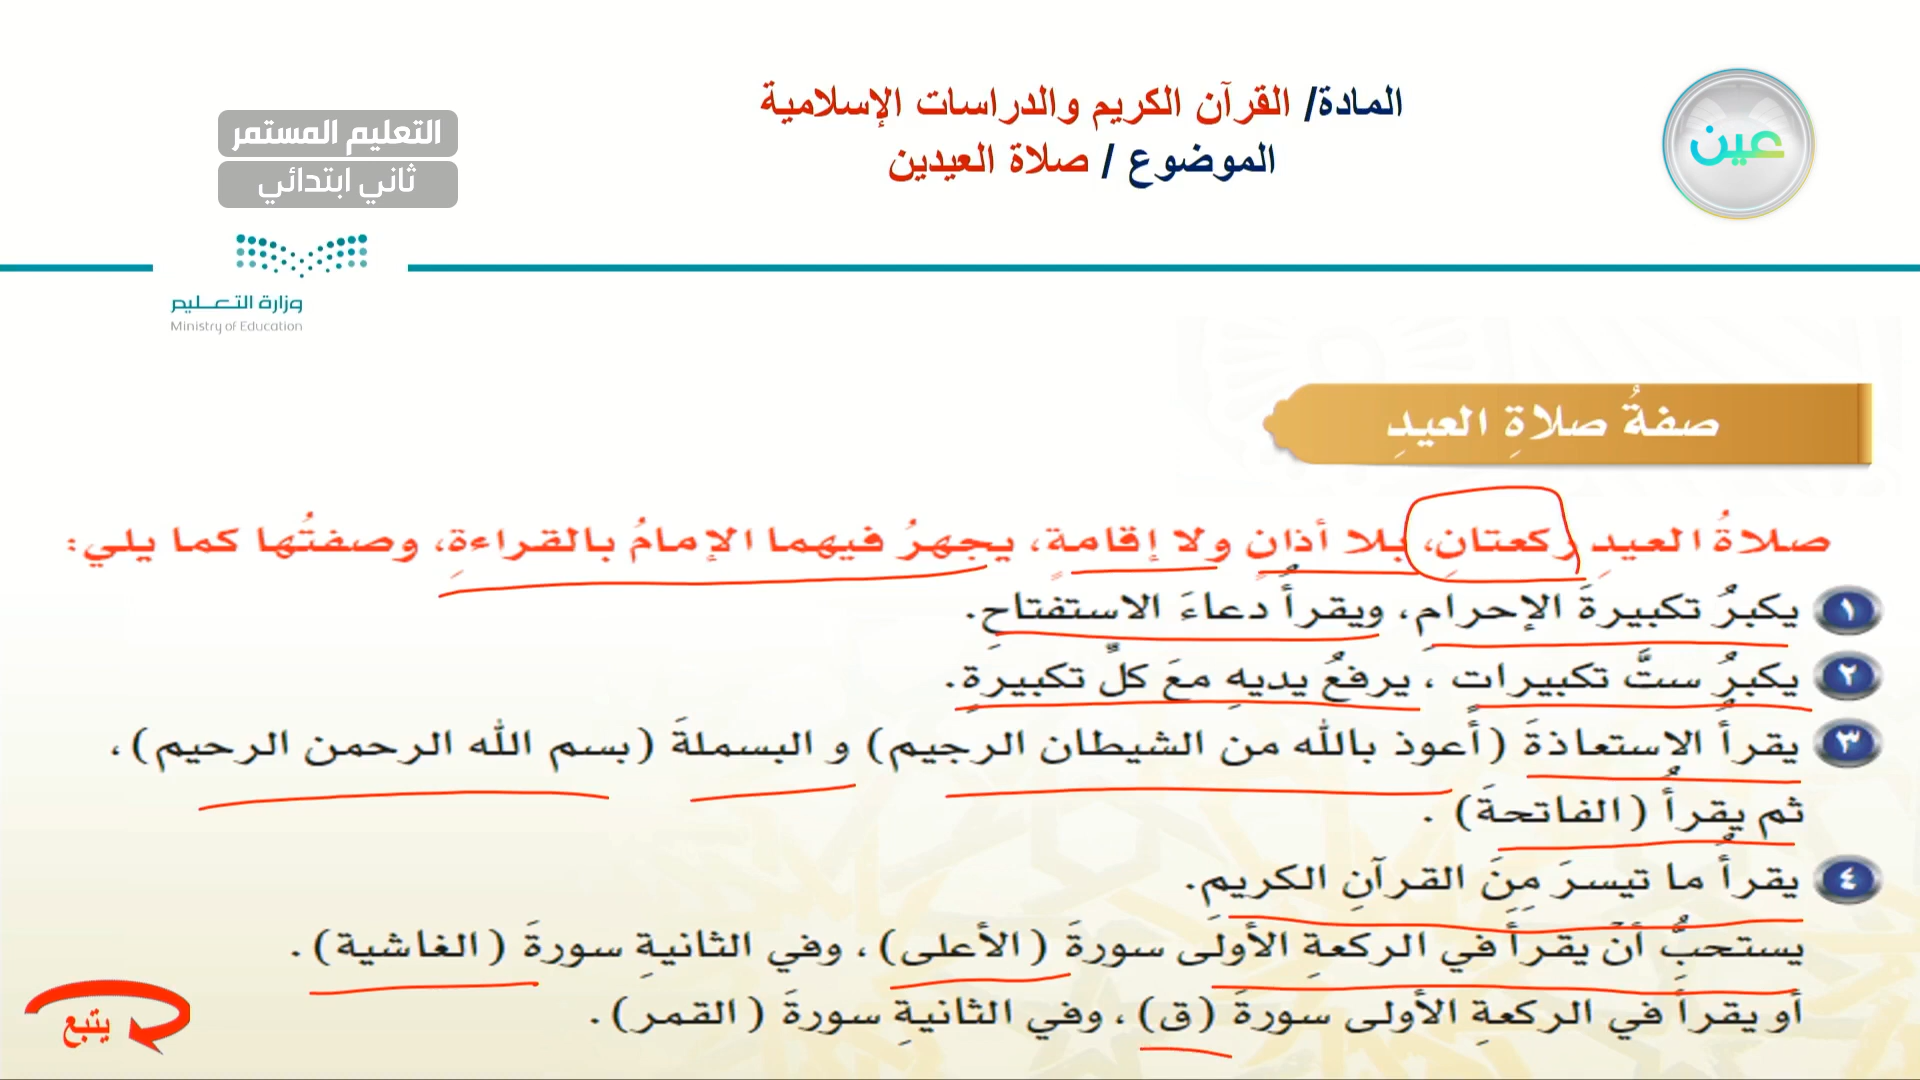 المادة/ القرآن الكريم والدراسات الإسلامية
الموضوع / صلاة العيدين
عين
التعليم المستمر
ثاني ابتدائي
وزارة التعليم
Ministry of Education
صفةُ صلاةِ العيدِ
صلاةُ العيدِ ركعتانِ، بلا أذانٍ ولا إقامةٍ، يجهرُ فيهما الإمامُ بالقراءةِ، وصفتُها كما يلي:
١ يكبرُ تكبيرةَ الإحرامِ، ويقرأُ دعاءَ الاستفتاحِ.
٢ يكبرُ ستَّ تكبيرات ، يرفعُ يديهِ معَ كلِّ تكبيرةٍ.
٣ يقرأُ الاستعاذةَ (أعوذ بالله من الشيطان الرجيم) و البسملةَ (بسم الله الرحمن الرحيم)،
ثم يقرأُ (الفاتحةَ) .
٤ يقرأُ ما تيسرَ مِنَ القرآنِ الكريمِ.
يستحبُّ أنْ يقرأَ في الركعةِ الأولى سورةَ (الأعلى)، وفي الثانيةِ سورةَ (الغاشية) .
أو يقرأَ في الركعةِ الأولى سورةَ (ق)، وفي الثانيةِ سورةَ (القمر) .
يتبع